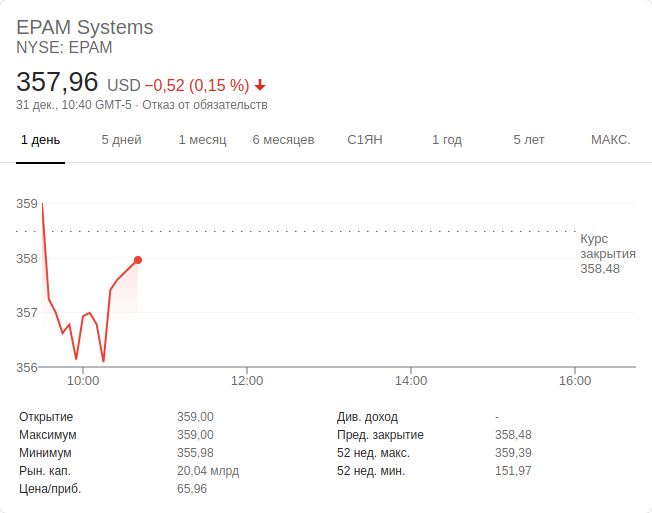 EPAM Systems
NYSE: EPAM
357,96 USD −0,52 (0,15 %)
31 дек., 10:40 GMT-5 · Отказ от обязательств
1 день 5 дней 1 месяц 6 месяцев С1ЯН 1 год 5 лет МАКС.
359
358
357
356
Курс
закрытия
358,48
10:00 12:00 14:00 16:00
Открытие 359,00 Див. доход -
Максимум 359,00 Пред. закрытие 358,48
Минимум 355,98 52 нед. макс. 359,39
Рын. кап. 20,04 млрд 52 нед. мин. 151,97
Цена/приб. 65,96